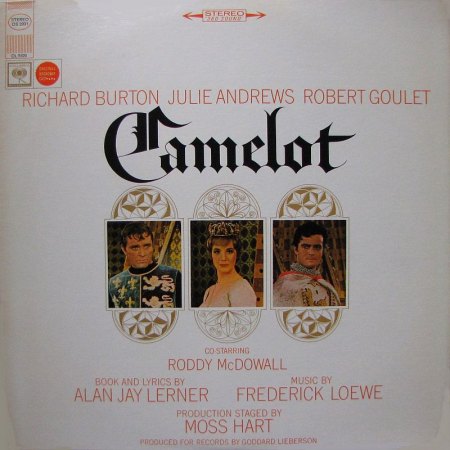 STEREO
360 SOUND
STEREO
RICHARD BURTON JULIE ANDREWS ROBERT GOULET
Camelot
CO-STARRING
RODDY McDOWALL
BOOK AND LYRICS BY
ALAN JAY LERNER
MUSIC BY
FREDERICK LOEWE
PRODUCTION STAGED BY
MOSS HART
PRODUCED FOR RECORDS BY GODDARD LIEBERSON